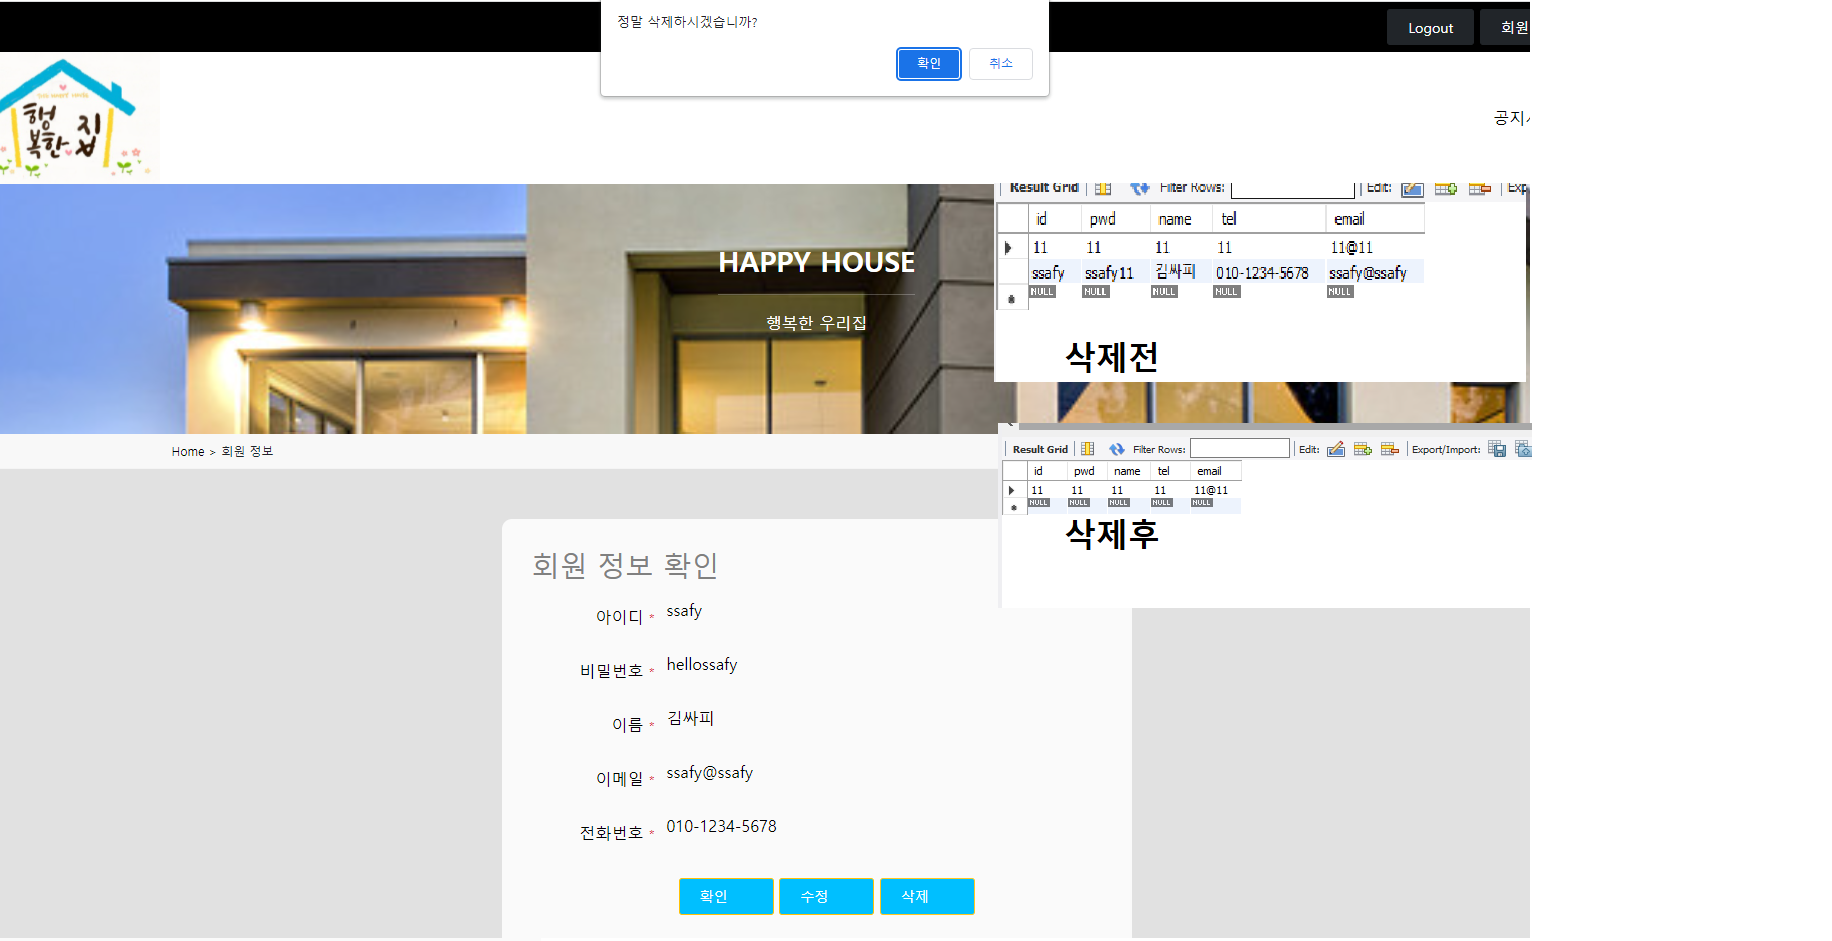 정말 삭제하시겠습니까?
확인
취소
Logout
회원
행복한 집
공지
HAPPY HOUSE
행복한 우리집
Result Grid Filter Rows: Edit: Exp
id pwd name tel email
11 11 11 11 11@11
ssafy ssafy11 김싸피 010-1234-5678 ssafy@ssafy
NULL NULL NULL NULL NULL
삭제전
Home > 회원 정보
Result Grid Filter Rows: Edit: Export/Import:
id pwd name tel email
11 11 11 11 11@11
NULL NULL NULL NULL NULL
삭제후
회원 정보 확인
아이디 * ssafy
비밀번호 * hellossafy
이름 * 김싸피
이메일 * ssafy@ssafy
전화번호 * 010-1234-5678
확인 수정 삭제